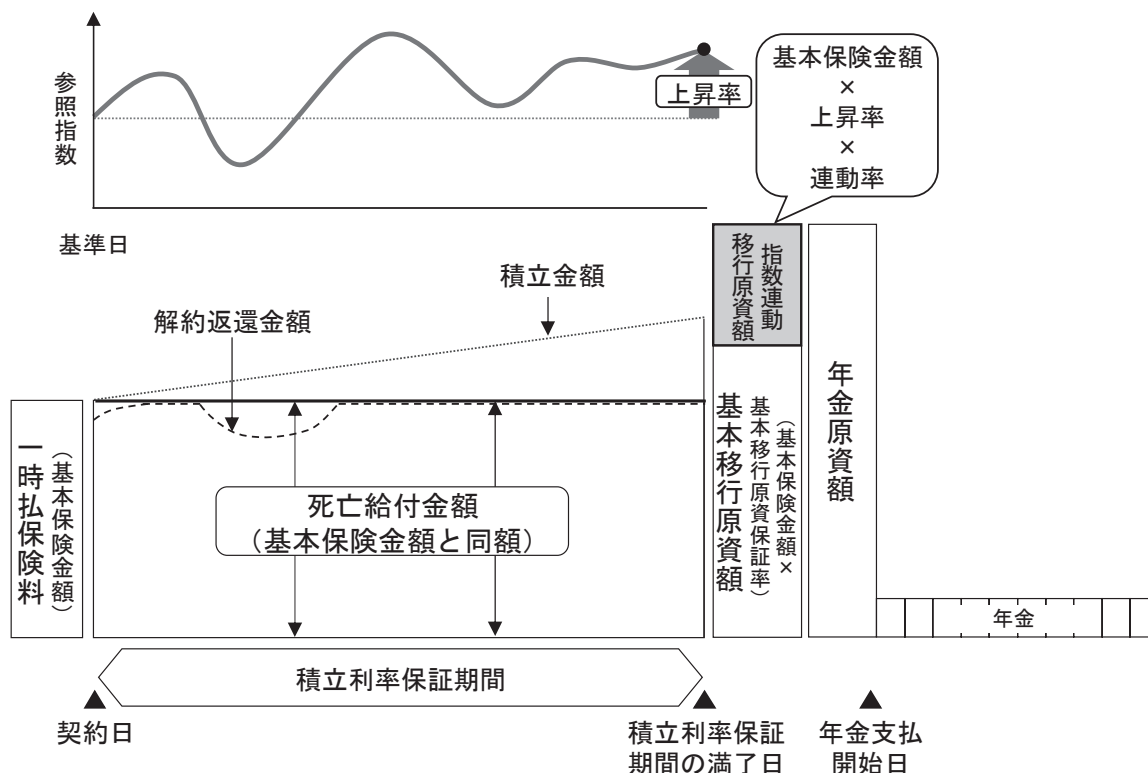 参照指数
上昇率
基本保険金額
×
上昇率
×
連動率
基準日
積立金額
解約返還金額
指数連動
移行原資額
一時払保険料
（基本保険金額）
死亡給付金額
（基本保険金額と同額）
基本移行原資額
（基本保険金額×
基本移行原資保証率）
年金原資額
年金
積立利率保証期間
契約日
積立利率保証
期間の満了日
年金支払
開始日